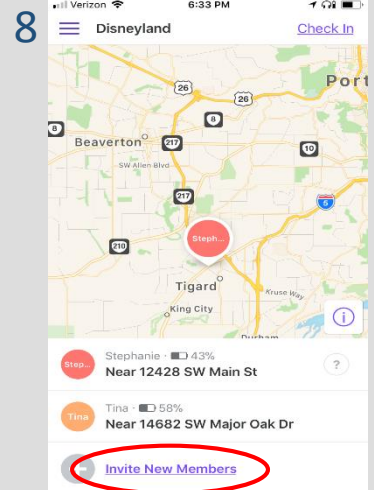 8
Verizon 6:33 PM
Disneyland Check In
26
26
Port
8
8
Beaverton
217
10
SW Allen Blvd
217
5
210
Steph...
Tigard
Kruse Way
King City
Durham
Stephanie · 43%
Step...
Near 12428 SW Main St
?
Tina · 58%
Tina
Near 14682 SW Major Oak Dr
Invite New Members